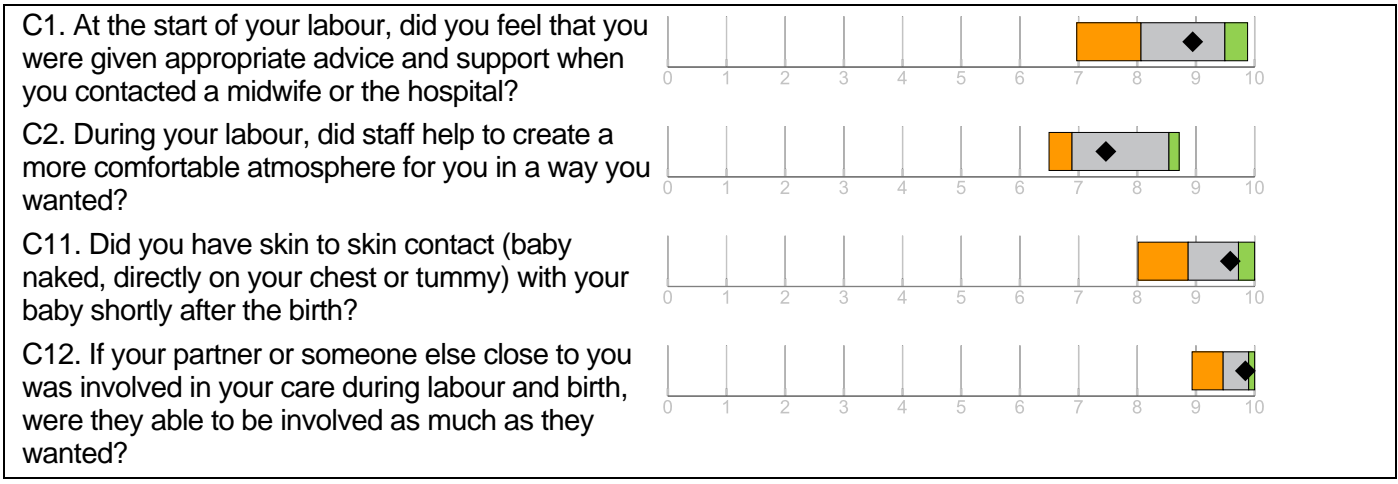 C1. At the start of your labour, did you feel that you
were given appropriate advice and support when
you contacted a midwife or the hospital?
0 1 2 3 4 5 6 7 8 9 10
C2. During your labour, did staff help to create a
more comfortable atmosphere for you in a way you
wanted?
0 1 2 3 4 5 6 7 8 9 10
C11. Did you have skin to skin contact (baby
naked, directly on your chest or tummy) with your
baby shortly after the birth?
0 1 2 3 4 5 6 7 8 9 10
C12. If your partner or someone else close to you
was involved in your care during labour and birth,
were they able to be involved as much as they
wanted?
0 1 2 3 4 5 6 7 8 9 10